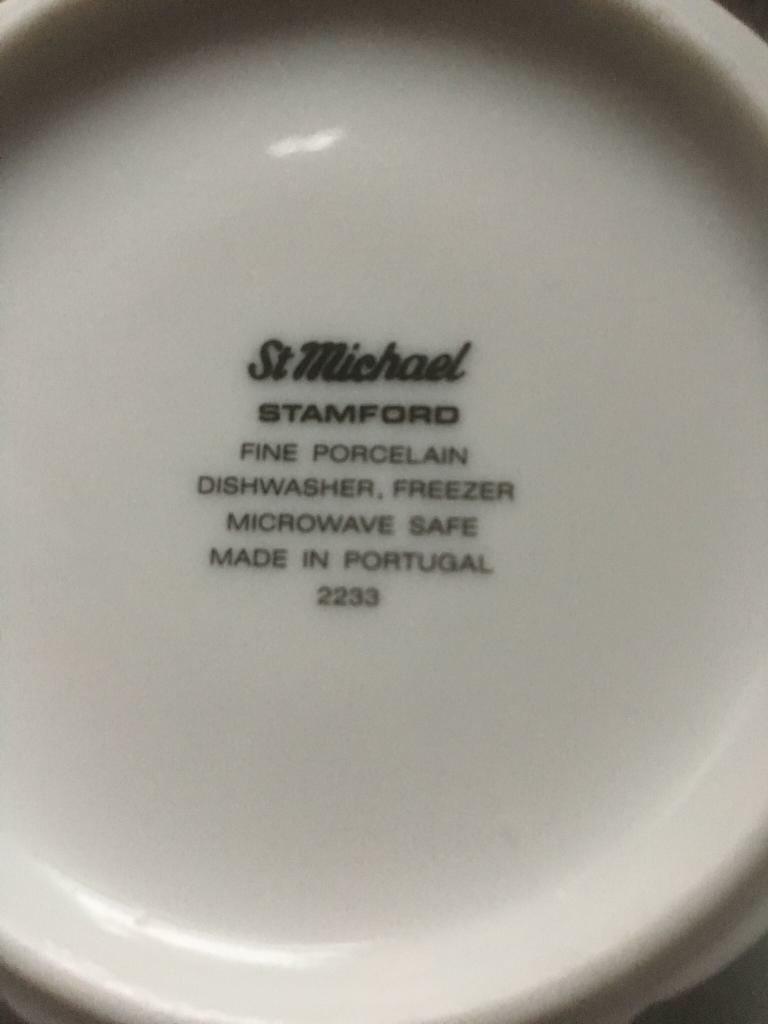 St Michael
STAMFORD
FINE PORCELAIN
DISHWASHER, FREEZER
MICROWAVE SAFE
MADE IN PORTUGAL
2233